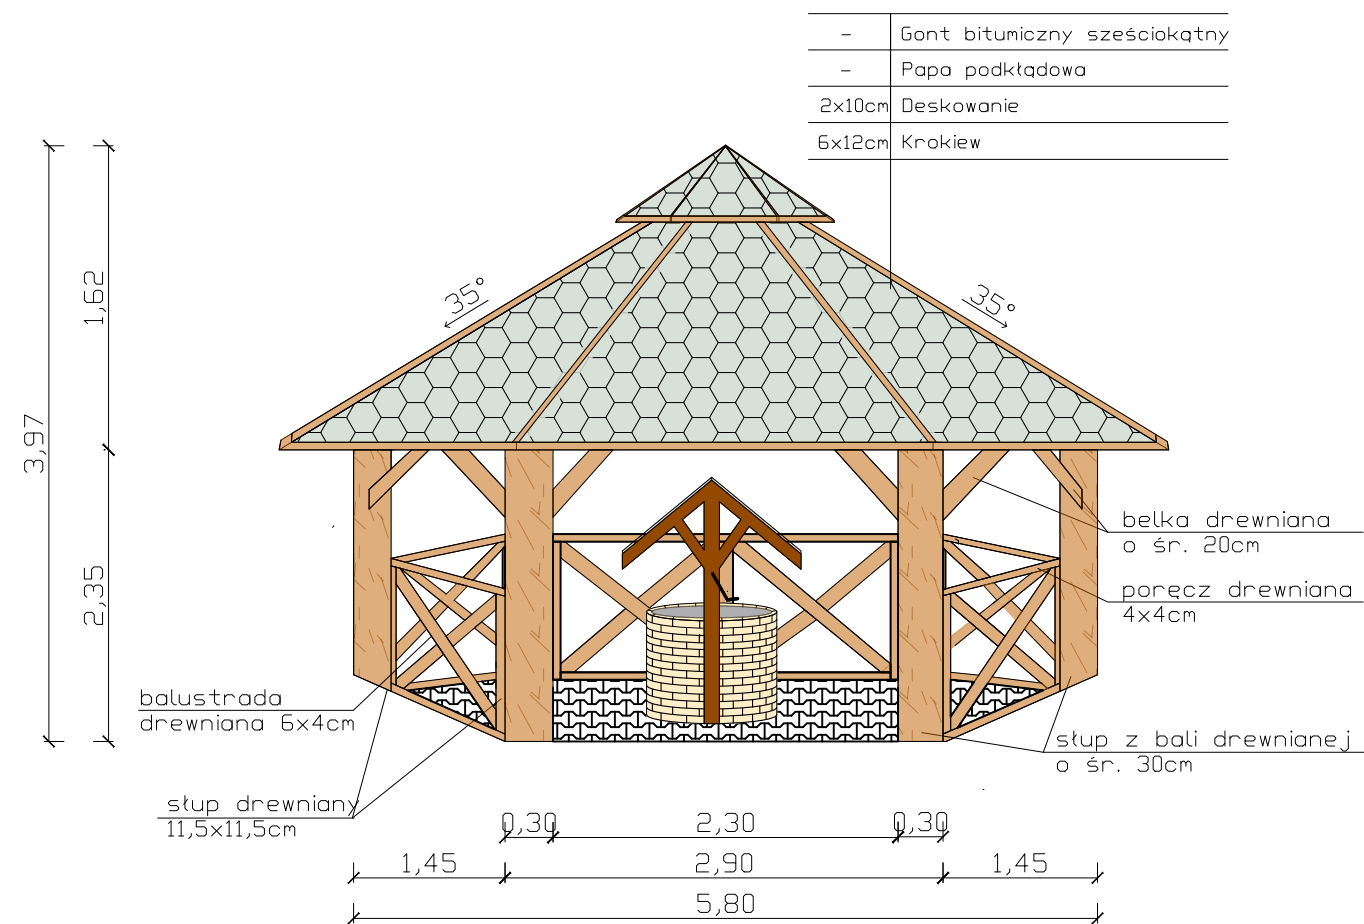 - Gont bitumiczny sześciokątny
- Papa podkłądowa
2x10cm Deskowanie
6x12cm Krokiew
35°
35°
1,62
3,97
2,35
belka drewniana
o śr. 20cm
poręcz drewniana
4x4cm
balustrada
drewniana 6x4cm
słup z bali drewnianej
o śr. 30cm
słup drewniany
11,5x11,5cm
0,30 2,30 0,30
1,45 2,90 1,45
5,80